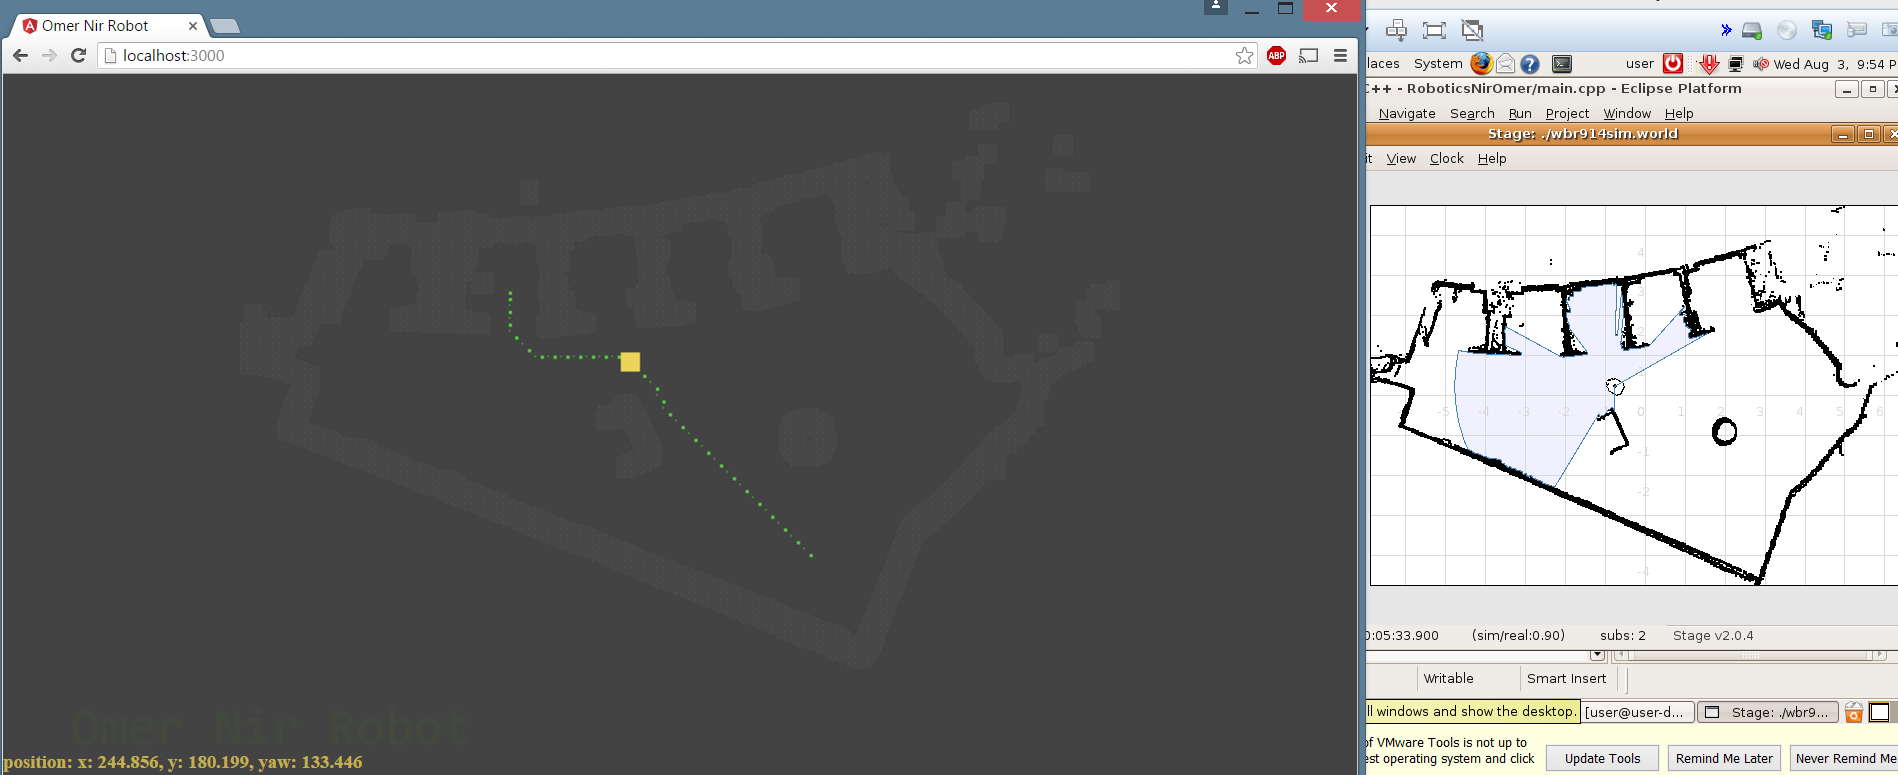 Omer Nir Robot
localhost:3000
ABP
Omer Nir Robot
position: x: 244.856, y: 180.199, yaw: 133.446
laces System user Wed Aug 3, 9:54 P
C++ - RoboticsNirOmer/main.cpp - Eclipse Platform
Navigate Search Run Project Window Help
Stage: ./wbr914sim.world
it View Clock Help
4
3
2
1
-5 -4 -3 -2 -1 0 1 2 3 4 5 6
-1
-2
-4
0:05:33.900 (sim/real:0.90) subs: 2 Stage v2.0.4
Writable Smart Insert
ll windows and show the desktop. [user@user-d... Stage: ./wbr9...
of VMware Tools is not up to
est operating system and click Update Tools Remind Me Later Never Remind Me